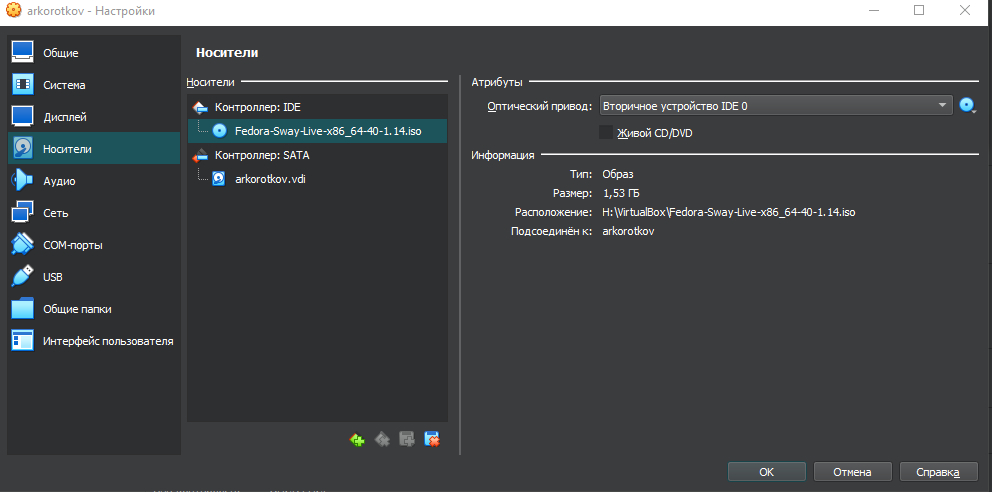 arkorotkov - Настройки
Общие
Система
Дисплей
Носители
Аудио
Сеть
COM-порты
USB
Общие папки
Интерфейс пользователя
Носители
Носители
Контроллер: IDE
Fedora-Sway-Live-x86_64-40-1.14.iso
Контроллер: SATA
arkorotkov.vdi
Атрибуты
Оптический привод: Вторичное устройство IDE 0
Живой CD/DVD
Информация
Тип: Образ
Размер: 1,53 ГБ
Расположение: H:\VirtualBox\Fedora-Sway-Live-x86_64-40-1.14.iso
Подсоединён к: arkorotkov
OK Отмена Справка